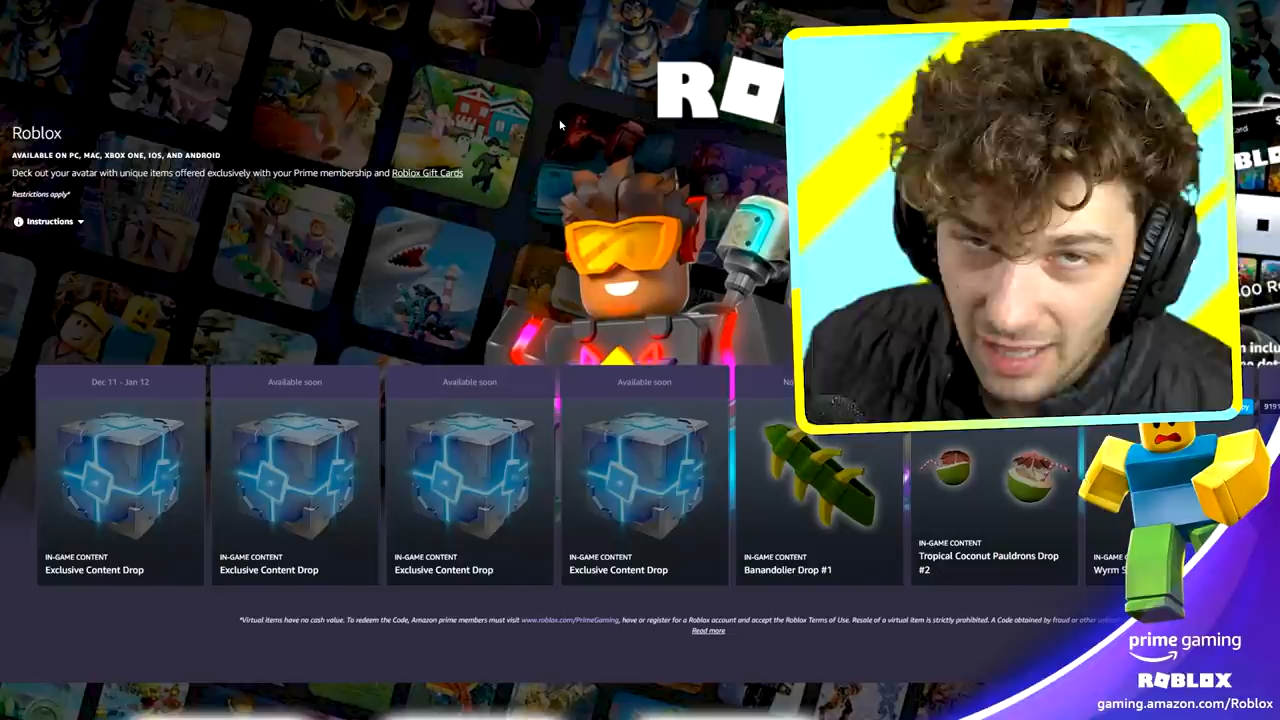 RO
Roblox
AVAILABLE ON PC, MAC, XBOX ONE, IOS, AND ANDROID
Deck out your avatar with unique items offered exclusively with your Prime membership and Roblox Gift Cards
Restrictions apply*
Instructions
Dec 11 - Jan 12
Available soon
Available soon
Available soon
IN-GAME CONTENT
Exclusive Content Drop
IN-GAME CONTENT
Exclusive Content Drop
IN-GAME CONTENT
Exclusive Content Drop
IN-GAME CONTENT
Exclusive Content Drop
IN-GAME CONTENT
Banandolier Drop #1
IN-GAME CONTENT
Tropical Coconut Pauldrons Drop
#2
IN-GAME
Wyrm
*Virtual items have no cash value. To redeem the Code, Amazon prime members must visit www.roblox.com/PrimeGaming, have or register for a Roblox account and accept the Roblox Terms of Use. Resale of a virtual item is strictly prohibited. A Code obtained by fraud or other
Read more
prime gaming
ROBLOX
gaming.amazon.com/Roblox